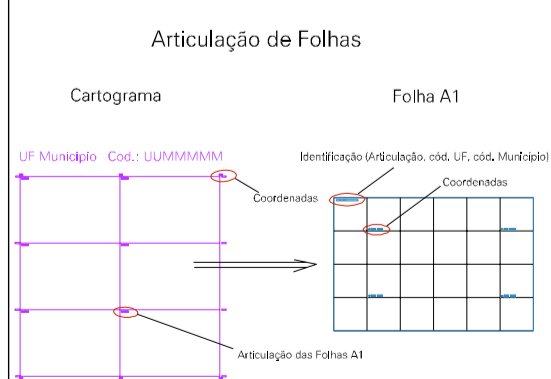 Articulação de Folhas
Cartograma
Folha A1
UF Municipio Cod.: UUMMMMM
Identificação (Articulação, cód. UF, cód. Município)
Coordenadas
Coordenadas
Articulação das Folhas A1